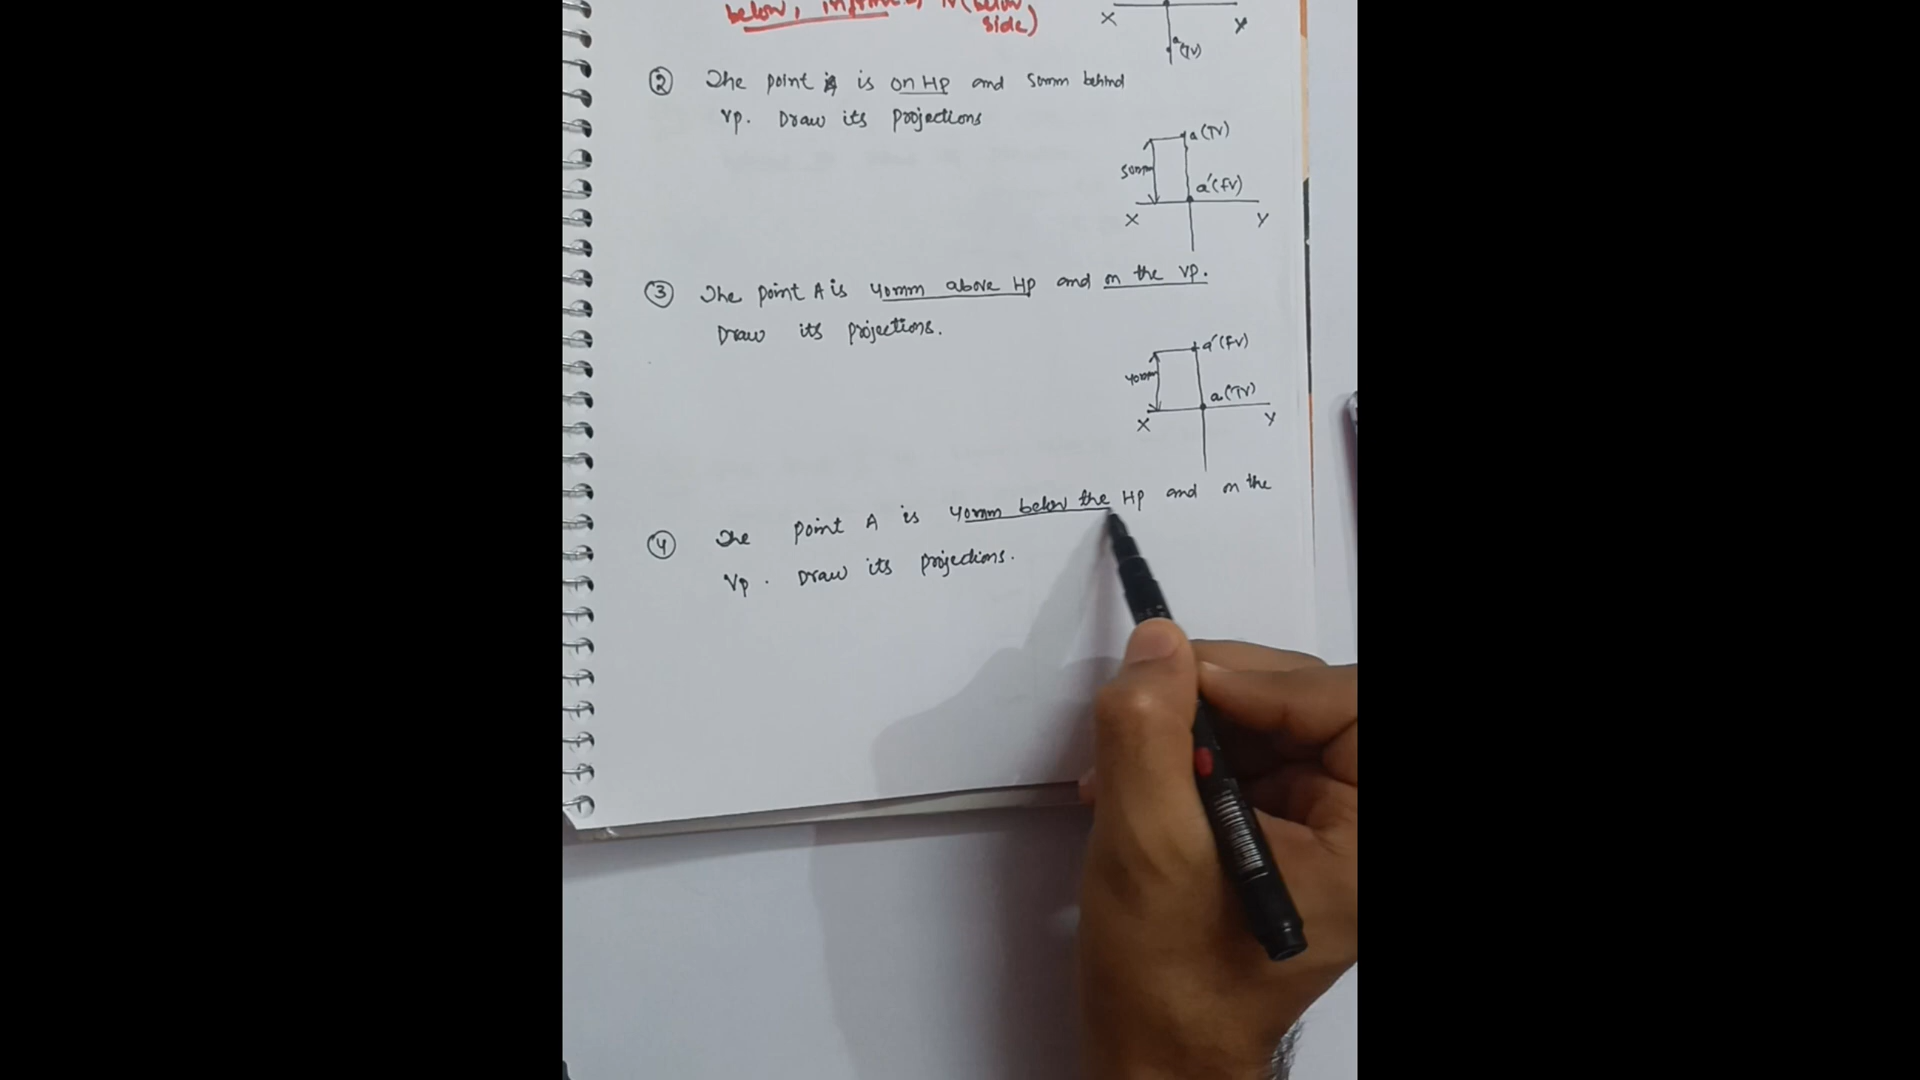 below,
side)
X Y
a(TV)
② The point A is on HP and 50mm behind
VP. Draw its projections
a(TV)
50mm
a'(FV)
X Y
③ The point A is 40mm above HP and on the VP.
Draw its projections.
a'(FV)
40mm
a(TV)
X Y
④ The point A is 40mm below the HP and on the
VP. Draw its projections.